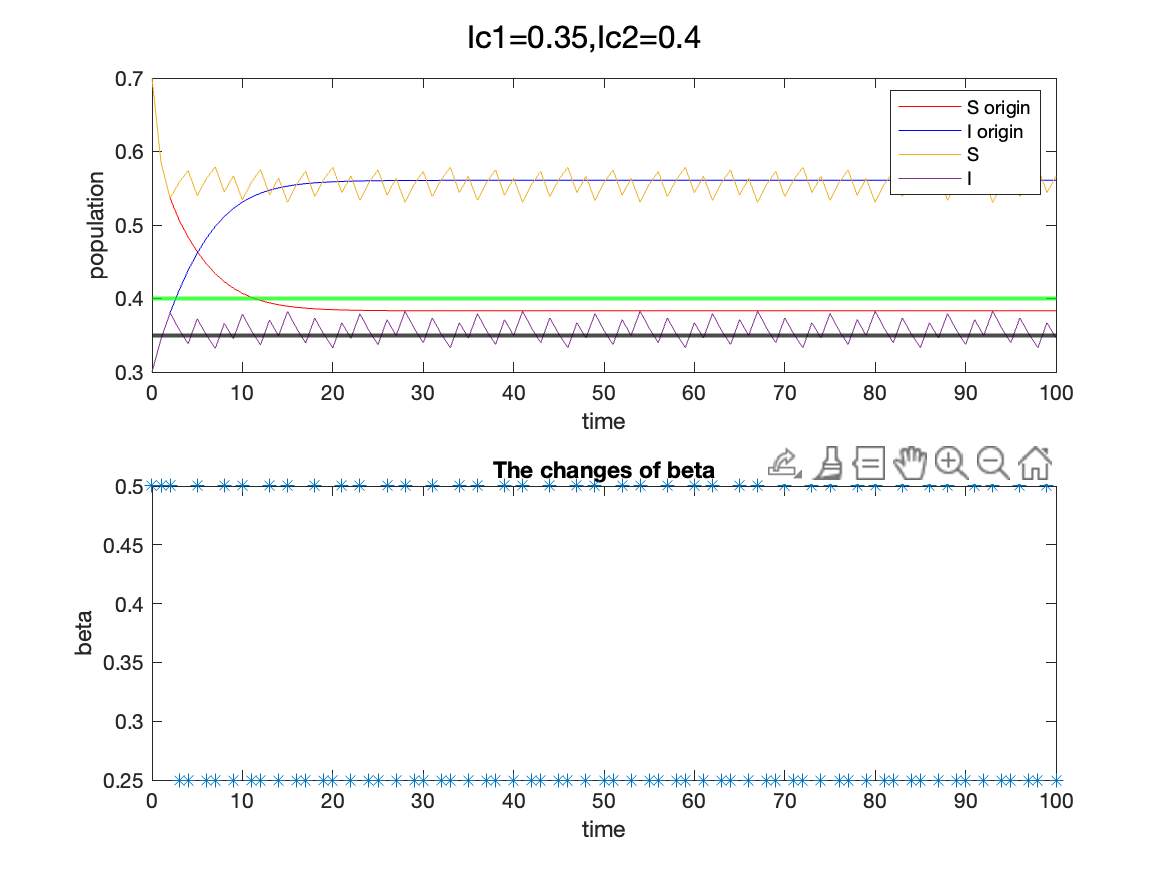 Ic1=0.35,Ic2=0.4
0.7
0.6
0.5
0.4
0.3
population
0 10 20 30 40 50 60 70 80 90 100
time
S origin
I origin
S
I
The changes of beta
0.5
0.45
0.4
0.35
0.3
0.25
beta
0 10 20 30 40 50 60 70 80 90 100
time